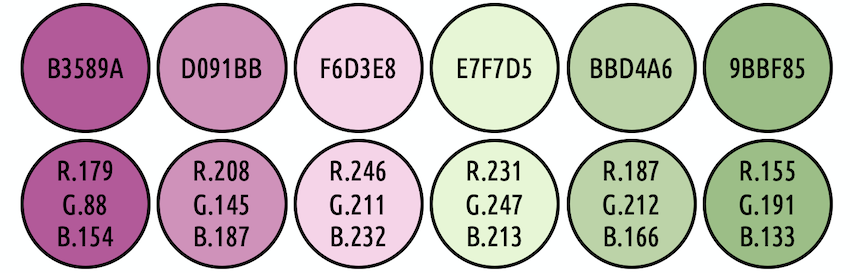 B3589A D091BB F6D3E8 E7F7D5 BBD4A6 9BBF85
R.179 R.208 R.246 R.231 R.187 R.155
G.88 G.145 G.211 G.247 G.212 G.191
B.154 B.187 B.232 B.213 B.166 B.133